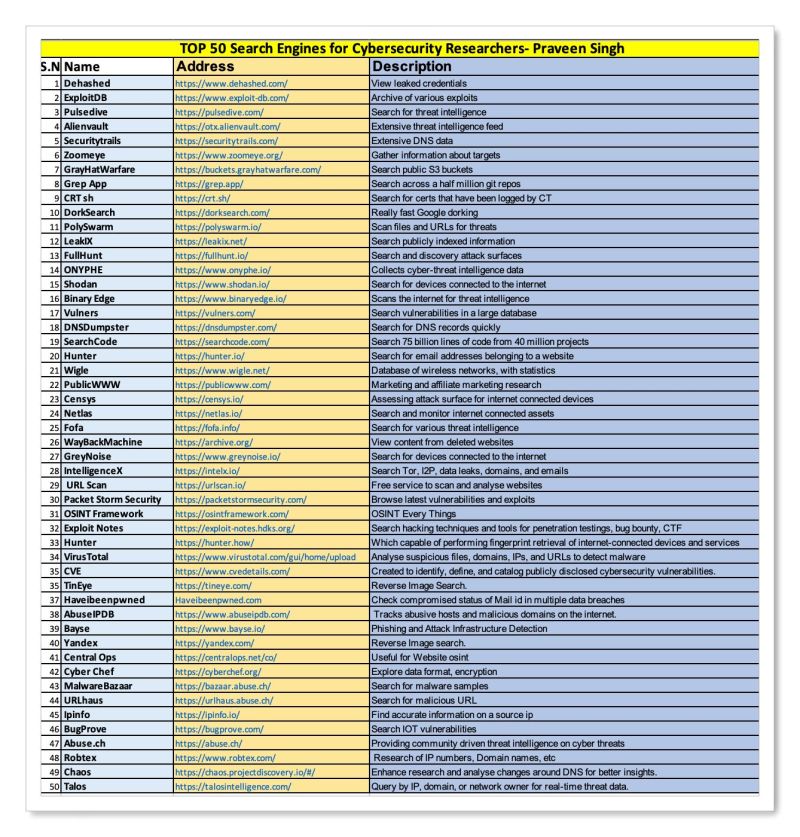 TOP 50 Search Engines for Cybersecurity Researchers- Praveen Singh
S.N Name Address Description
1 Dehashed https://www.dehashed.com/ View leaked credentials
2 ExploitDB https://www.exploit-db.com/ Archive of various exploits
3 Pulsedive https://pulsedive.com/ Search for threat intelligence
4 Alienvault https://otx.alienvault.com/ Extensive threat intelligence feed
5 Securitytrails https://securitytrails.com/ Extensive DNS data
6 Zoomeye https://www.zoomeye.org/ Gather information about targets
7 GrayHatWarfare https://buckets.grayhatwarfare.com/ Search public S3 buckets
8 Grep App https://grep.app/ Search across a half million git repos
9 CRT sh https://crt.sh/ Search for certs that have been logged by CT
10 DorkSearch https://dorksearch.com/ Really fast Google dorking
11 PolySwarm https://polyswarm.io/ Scan files and URLs for threats
12 LeakIX https://leakix.net/ Search publicly indexed information
13 FullHunt https://fullhunt.io/ Search and discovery attack surfaces
14 ONYPHE https://www.onyphe.io/ Collects cyber-threat intelligence data
15 Shodan https://www.shodan.io/ Search for devices connected to the internet
16 Binary Edge https://www.binaryedge.io/ Scans the internet for threat intelligence
17 Vulners https://vulners.com/ Search vulnerabilities in a large database
18 DNSDumpster https://dnsdumpster.com/ Search for DNS records quickly
19 SearchCode https://searchcode.com/ Search 75 billion lines of code from 40 million projects
20 Hunter https://hunter.io/ Search for email addresses belonging to a website
21 Wigle https://www.wigle.net/ Database of wireless networks, with statistics
22 PublicWWW https://publicwww.com/ Marketing and affiliate marketing research
23 Censys https://censys.io/ Assessing attack surface for internet connected devices
24 Netlas https://netlas.io/ Search and monitor internet connected assets
25 Fofa https://fofa.info/ Search for various threat intelligence
26 WayBackMachine https://archive.org/ View content from deleted websites
27 GreyNoise https://www.greynoise.io/ Search for devices connected to the internet
28 IntelligenceX https://intelx.io/ Search Tor, I2P, data leaks, domains, and emails
29 URL Scan https://urlscan.io/ Free service to scan and analyse websites
30 Packet Storm Security https://packetstormsecurity.com/ Browse latest vulnerabilities and exploits
31 OSINT Framework https://osintframework.com/ OSINT Every Things
32 Exploit Notes https://exploit-notes.hdks.org/ Search hacking techniques and tools for penetration testings, bug bounty, CTF
33 Hunter https://hunter.how/ Which capable of performing fingerprint retrieval of internet-connected devices and services
34 VirusTotal https://www.virustotal.com/gui/home/upload Analyse suspicious files, domains, IPs, and URLs to detect malware
35 CVE https://www.cvedetails.com/ Created to identify, define, and catalog publicly disclosed cybersecurity vulnerabilities.
35 TinEye https://tineye.com/ Reverse Image Search.
37 Haveibeenpwned Haveibeenpwned.com Check compromised status of Mail id in multiple data breaches
38 AbuseIPDB https://www.abuseipdb.com/ Tracks abusive hosts and malicious domains on the internet.
39 Bayse https://www.bayse.io/ Phishing and Attack Infrastructure Detection
40 Yandex https://yandex.com/ Reverse Image search.
41 Central Ops https://centralops.net/co/ Useful for Website osint
42 Cyber Chef https://cyberchef.org/ Explore data format, encryption
43 MalwareBazaar https://bazaar.abuse.ch/ Search for malware samples
44 URLhaus https://urlhaus.abuse.ch/ Search for malicious URL
45 Ipinfo https://ipinfo.io/ Find accurate information on a source ip
46 BugProve https://bugprove.com/ Search IOT vulnerabilities
47 Abuse.ch https://abuse.ch/ Providing community driven threat intelligence on cyber threats
48 Robtex https://www.robtex.com/ Research of IP numbers, Domain names, etc
49 Chaos https://chaos.projectdiscovery.io/#/ Enhance research and analyse changes around DNS for better insights.
50 Talos https://talosintelligence.com/ Query by IP, domain, or network owner for real-time threat data.